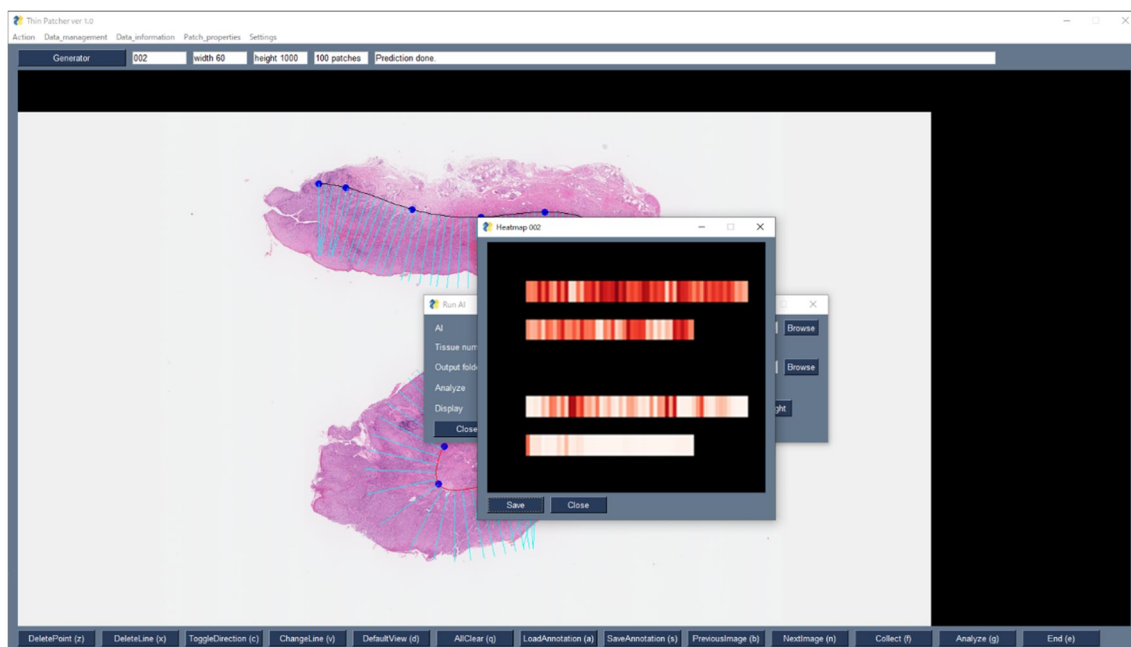 Thin Patcher ver 1.0
Action Data_management Data_information Patch_properties Settings
Generator 002 width 60 height 1000 100 patches Prediction done.
Heatmap 002
Run AI
AI Browse
Tissue num
Output folde Browse
Analyze
Display ght
Close
Save Close
DeletePoint (z) DeleteLine (x) ToggleDirection (c) ChangeLine (v) DefaultView (d) AllClear (q) LoadAnnotation (a) SaveAnnotation (s) PreviousImage (b) NextImage (n) Collect (f) Analyze (g) End (e)